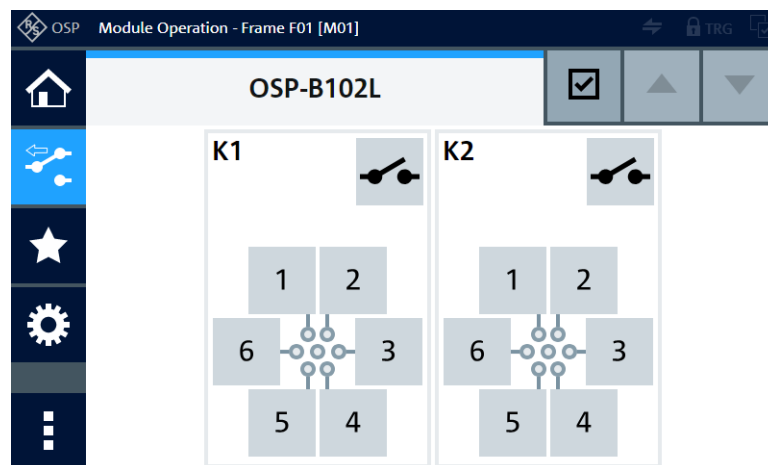 R&S OSP Module Operation - Frame F01 [M01] TRG
OSP-B102L
K1 K2
1 2 1 2
6 3 6 3
5 4 5 4